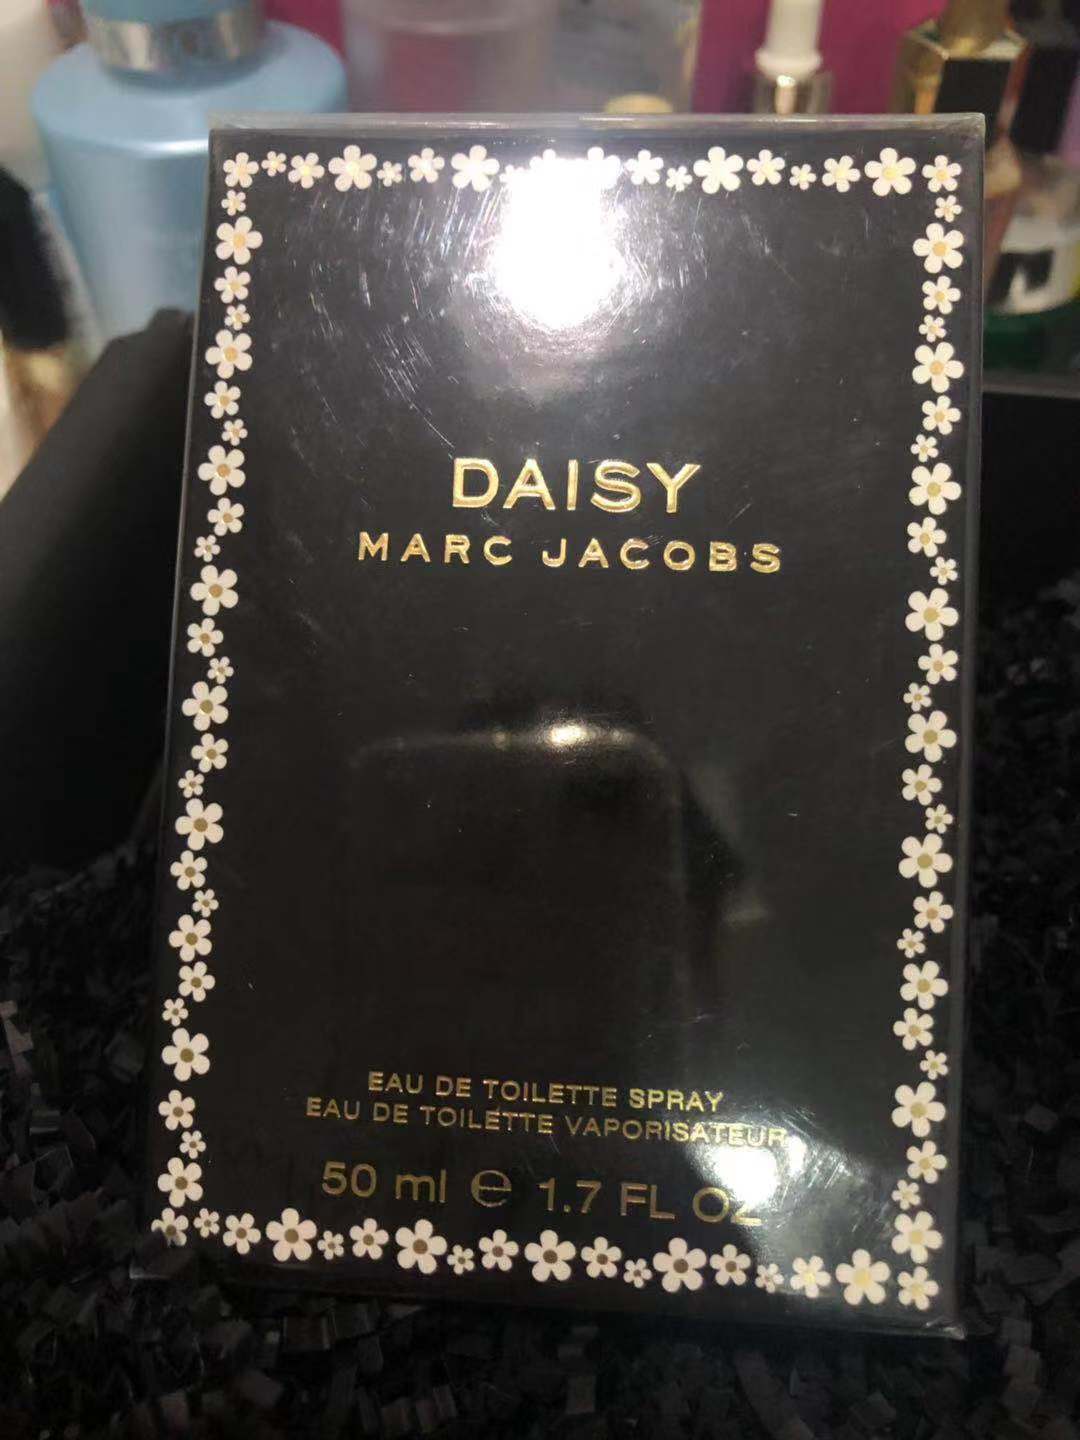 DAISY
MARC JACOBS
EAU DE TOILETTE SPRAY
EAU DE TOILETTE VAPORISATEUR
50 ml ℮ 1.7 FL OZ